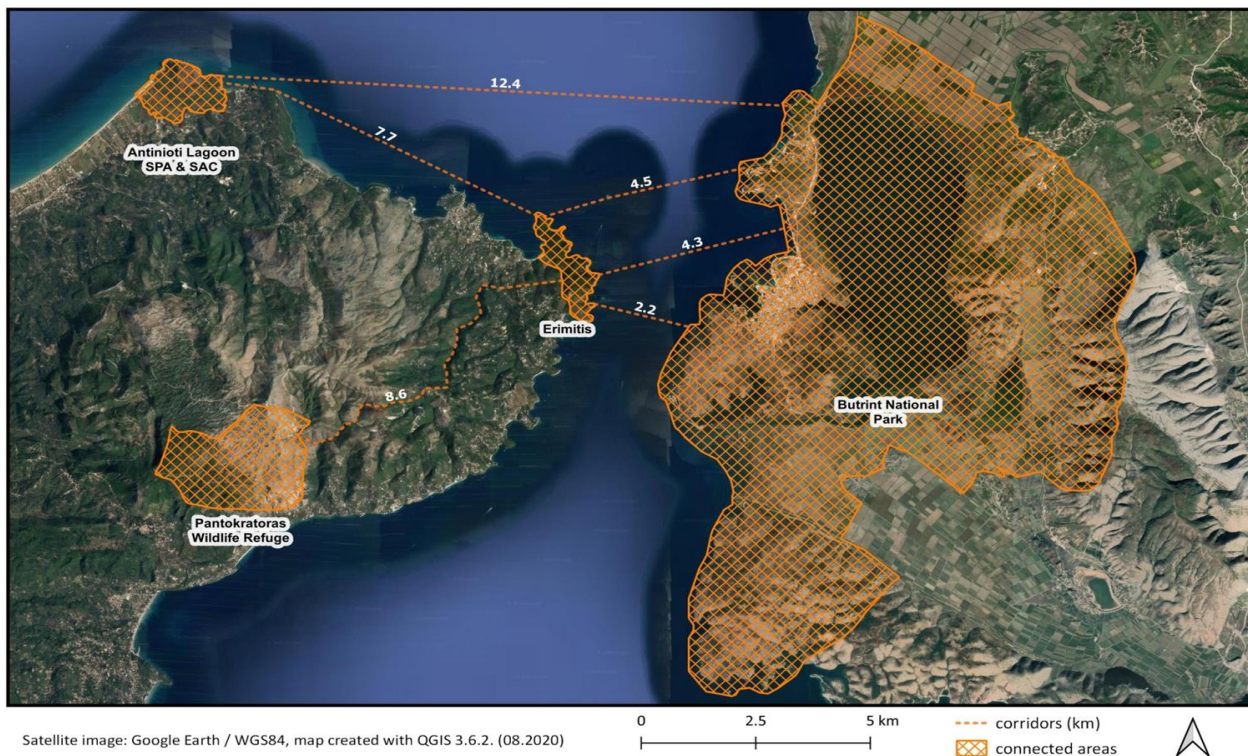 12.4
7.7
Antinioti Lagoon
SPA & SAC
4.5
4.3
2.2
Erimitis
8.6
Butrint National
Park
Pantokratoras
Wildlife Refuge
0 2.5 5 km
corridors (km)
connected areas
Satellite image: Google Earth / WGS84, map created with QGIS 3.6.2. (08.2020)